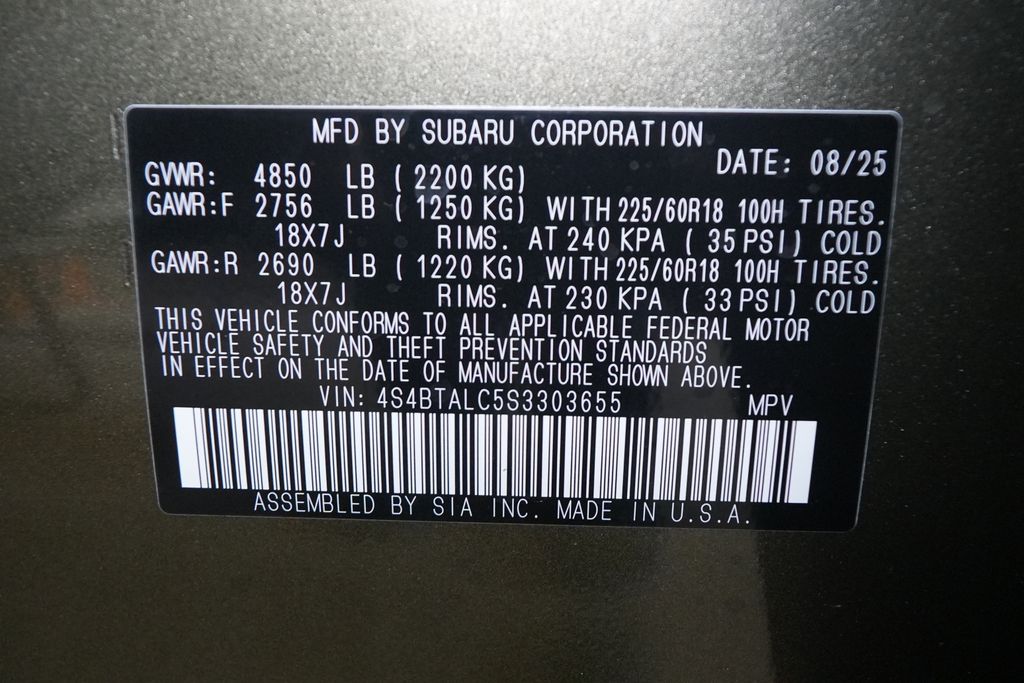 MFD BY SUBARU CORPORATION
DATE: 08/25
GVWR: 4850 LB ( 2200 KG)
GAWR:F 2756 LB ( 1250 KG) WITH 225/60R18 100H TIRES.
18X7J RIMS. AT 240 KPA ( 35 PSI) COLD
GAWR:R 2690 LB ( 1220 KG) WITH 225/60R18 100H TIRES.
18X7J RIMS. AT 230 KPA ( 33 PSI) COLD
THIS VEHICLE CONFORMS TO ALL APPLICABLE FEDERAL MOTOR
VEHICLE SAFETY AND THEFT PREVENTION STANDARDS
IN EFFECT ON THE DATE OF MANUFACTURE SHOWN ABOVE.
VIN: 4S4BTALC5S3303655 MPV
ASSEMBLED BY SIA INC. MADE IN U.S.A.